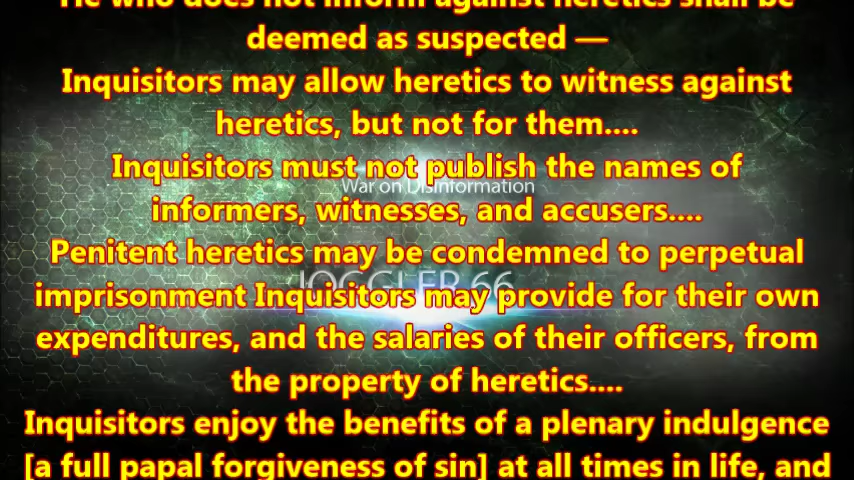 He who does not inform against heretics shall be
deemed as suspected —
Inquisitors may allow heretics to witness against
heretics, but not for them....
Inquisitors must not publish the names of
War on Disinformation
informers, witnesses, and accusers....
Penitent heretics may be condemned to perpetual
JOGGLER 66
imprisonment Inquisitors may provide for their own
expenditures, and the salaries of their officers, from
the property of heretics....
Inquisitors enjoy the benefits of a plenary indulgence
[a full papal forgiveness of sin] at all times in life, and